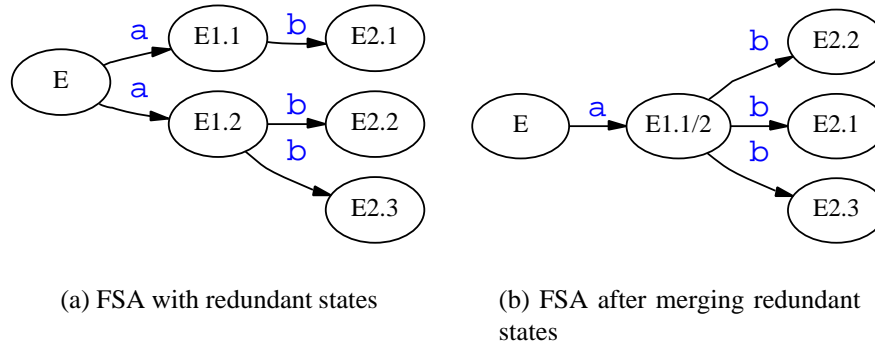 a
E1.1
b
E2.1
E
a
E1.2
b
E2.2
b
E2.3
(a) FSA with redundant states
b
E2.2
E
a
E1.1/2
b
E2.1
b
E2.3
(b) FSA after merging redundant
states